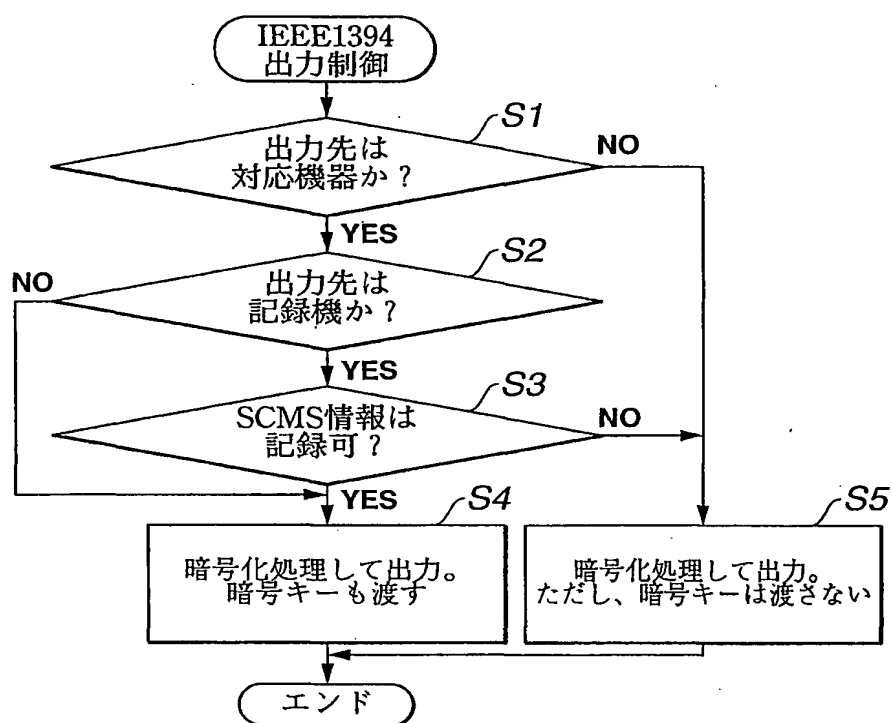 IEEE1394
出力制御
S1
出力先は
対応機器か?
NO
YES
S2
NO
出力先は
記録機か?
YES
S3
SCMS情報は
記録可?
NO
YES
S4
暗号化処理して出力。
暗号キーも渡す
S5
暗号化処理して出力。
ただし、暗号キーは渡さない
エンド